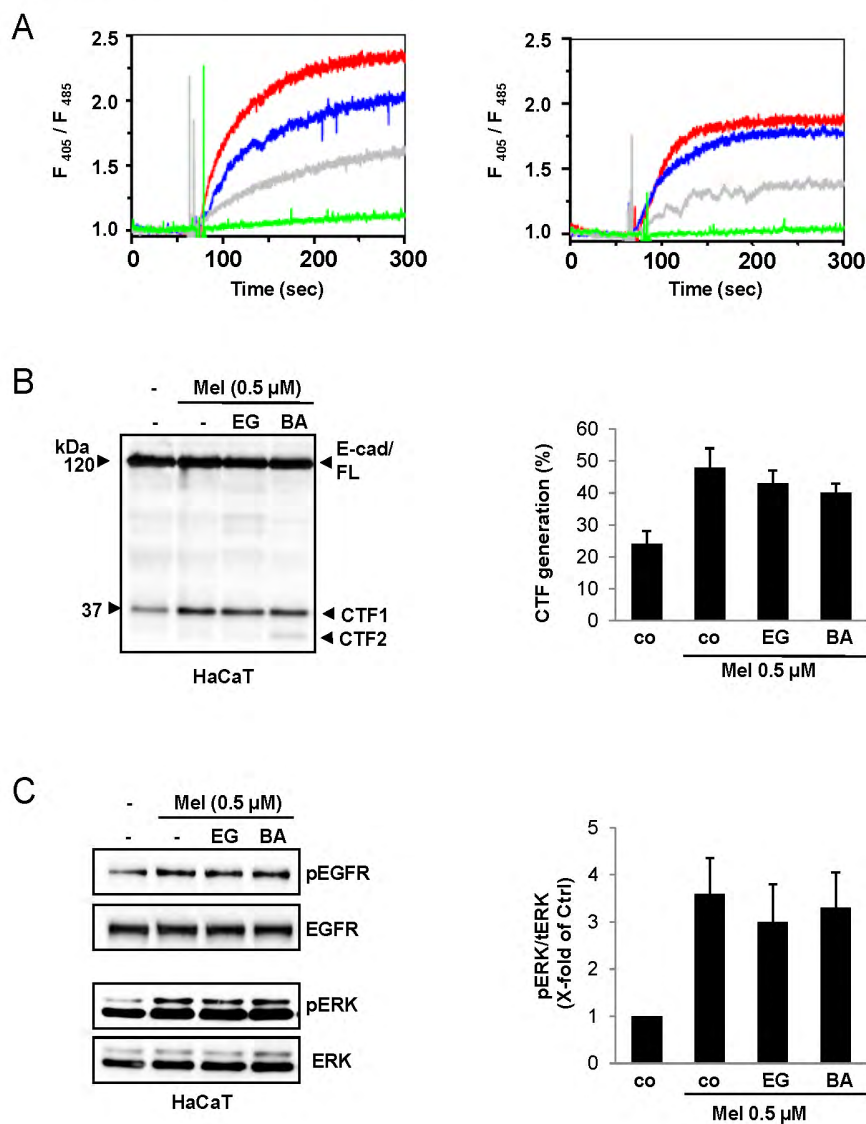 A
2.5
2.0
1.5
1.0
F 405 / F 485
0 100 200 300
Time (sec)
2.5
2.0
1.5
1.0
F 405 / F 485
0 100 200 300
Time (sec)
B
- Mel (0.5 µM)
- - EG BA
kDa
120
37
E-cad/
FL
CTF1
CTF2
HaCaT
60
50
40
30
20
10
0
CTF generation (%)
co co EG BA
Mel 0.5 µM
C
- Mel (0.5 µM)
- - EG BA
pEGFR
EGFR
pERK
ERK
HaCaT
5
4
3
2
1
0
pERK/tERK
(X-fold of Ctrl)
co co EG BA
Mel 0.5 µM